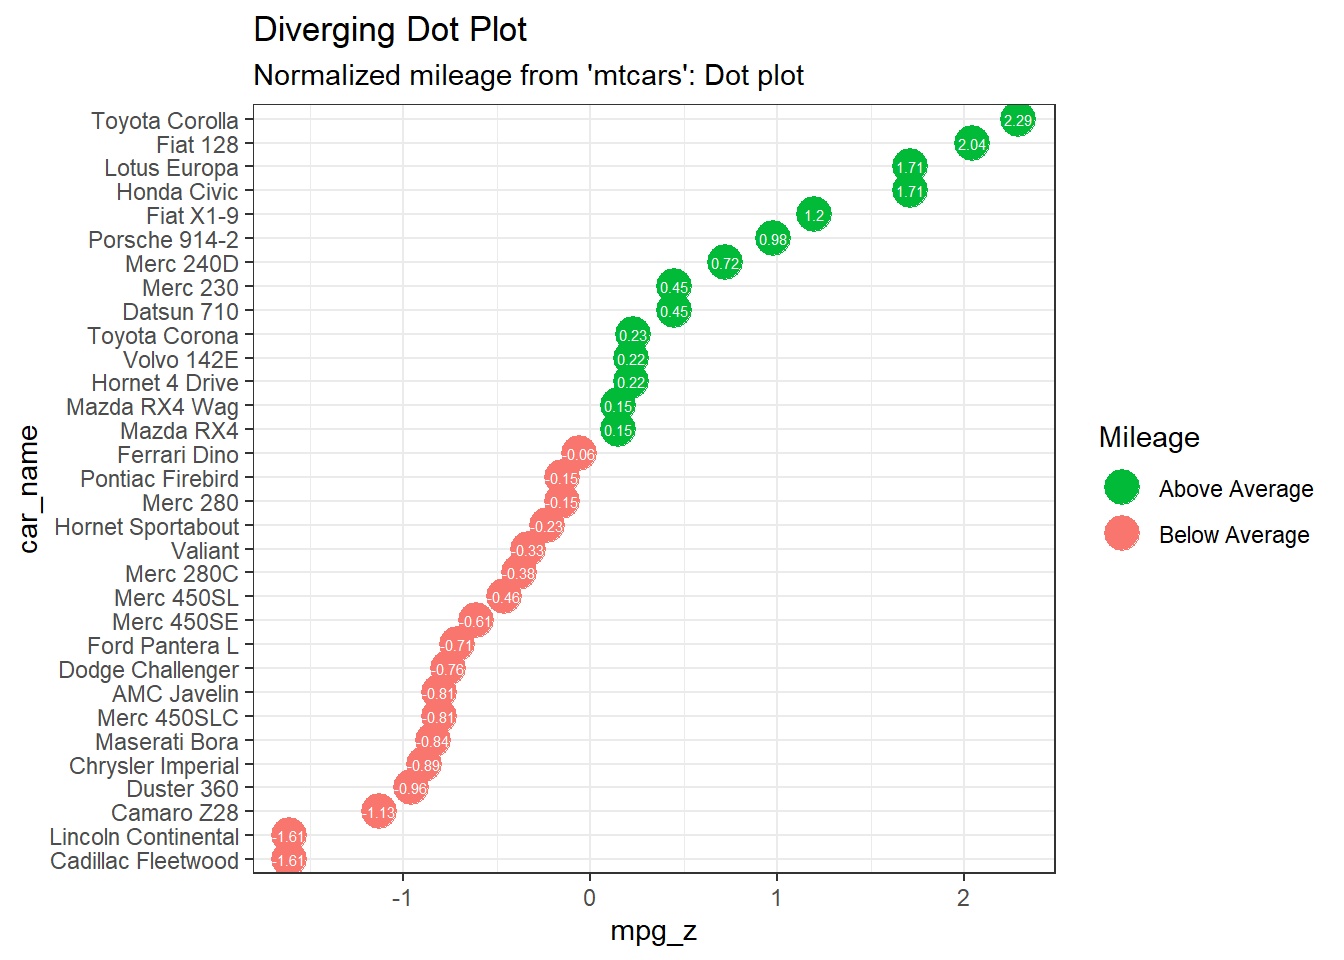 Diverging Dot Plot
Normalized mileage from 'mtcars': Dot plot
Toyota Corolla 2.29
Fiat 128 2.04
Lotus Europa 1.71
Honda Civic 1.71
Fiat X1-9 1.2
Porsche 914-2 0.98
Merc 240D 0.72
Merc 230 0.45
Datsun 710 0.45
Toyota Corona 0.23
Volvo 142E 0.22
Hornet 4 Drive 0.22
Mazda RX4 Wag 0.15
Mazda RX4 0.15
Ferrari Dino -0.06
Pontiac Firebird -0.15
Merc 280 -0.15
Hornet Sportabout -0.23
Valiant -0.33
Merc 280C -0.38
Merc 450SL -0.46
Merc 450SE -0.61
Ford Pantera L -0.71
Dodge Challenger -0.76
AMC Javelin -0.81
Merc 450SLC -0.81
Maserati Bora -0.84
Chrysler Imperial -0.89
Duster 360 -0.96
Camaro Z28 -1.13
Lincoln Continental -1.61
Cadillac Fleetwood -1.61
car_name
-1 0 1 2
mpg_z
Mileage
Above Average
Below Average